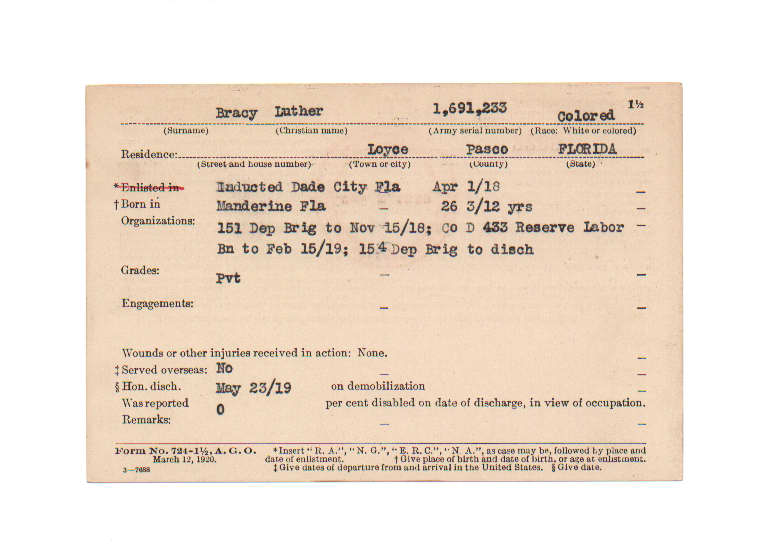 Bracy Luther 1,691,233 Colored 1½
(Surname) (Christian name) (Army serial number) (Race: White or colored)
Residence: Loyce Pasco FLORIDA
(Street and house number) (Town or city) (County) (State)
*Enlisted in Inducted Dade City Fla Apr 1/18 –
†Born in Manderine Fla – 26 3/12 yrs –
Organizations: 151 Dep Brig to Nov 15/18; Co D 433 Reserve Labor –
Bn to Feb 15/19; 154 Dep Brig to disch
Grades: Pvt – –
Engagements: – –
Wounds or other injuries received in action: None. –
‡Served overseas: No – –
§Hon. disch. May 23/19 on demobilization –
Was reported 0 per cent disabled on date of discharge, in view of occupation.
Remarks: – –
Form No. 724-1½, A. G. O. *Insert "R. A.", "N. G.", "E. R. C.", "N A.", as case may be, followed by place and
March 12, 1920. date of enlistment. †Give place of birth and date of birth, or age at enlistment.
3—7688 ‡Give dates of departure from and arrival in the United States. §Give date.